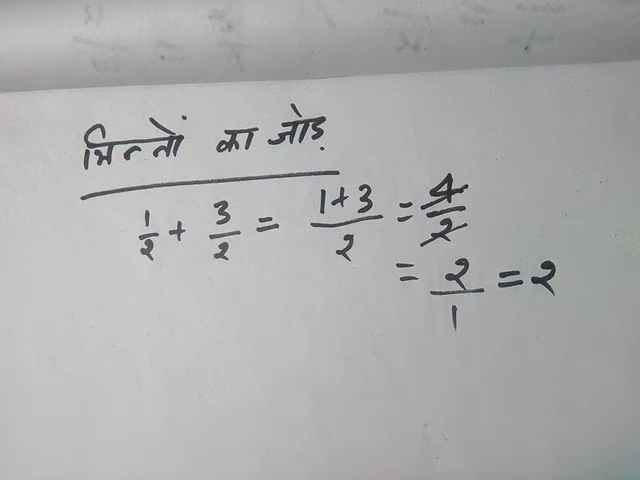 भिन्नों का जोड़
1/2 + 3/2 = 1+3/2 = 4/2
= 2/1 = 2